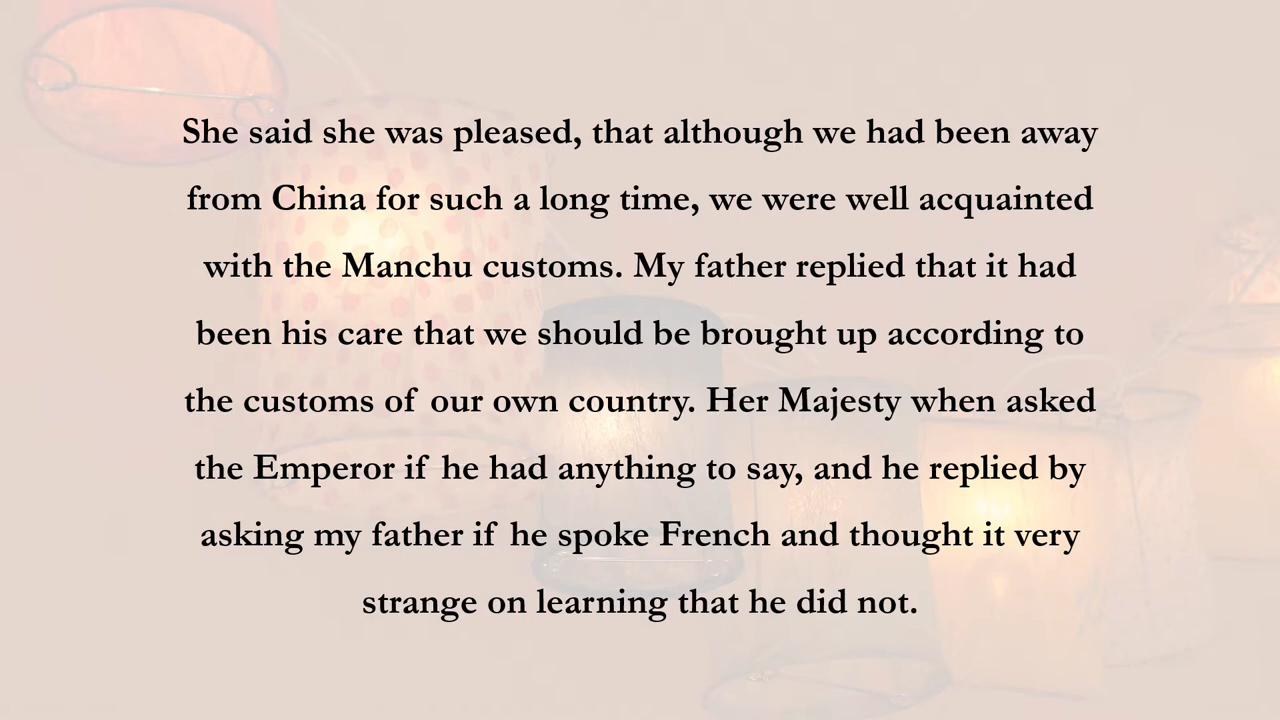 She said she was pleased, that although we had been away
from China for such a long time, we were well acquainted
with the Manchu customs. My father replied that it had
been his care that we should be brought up according to
the customs of our own country. Her Majesty when asked
the Emperor if he had anything to say, and he replied by
asking my father if he spoke French and thought it very
strange on learning that he did not.